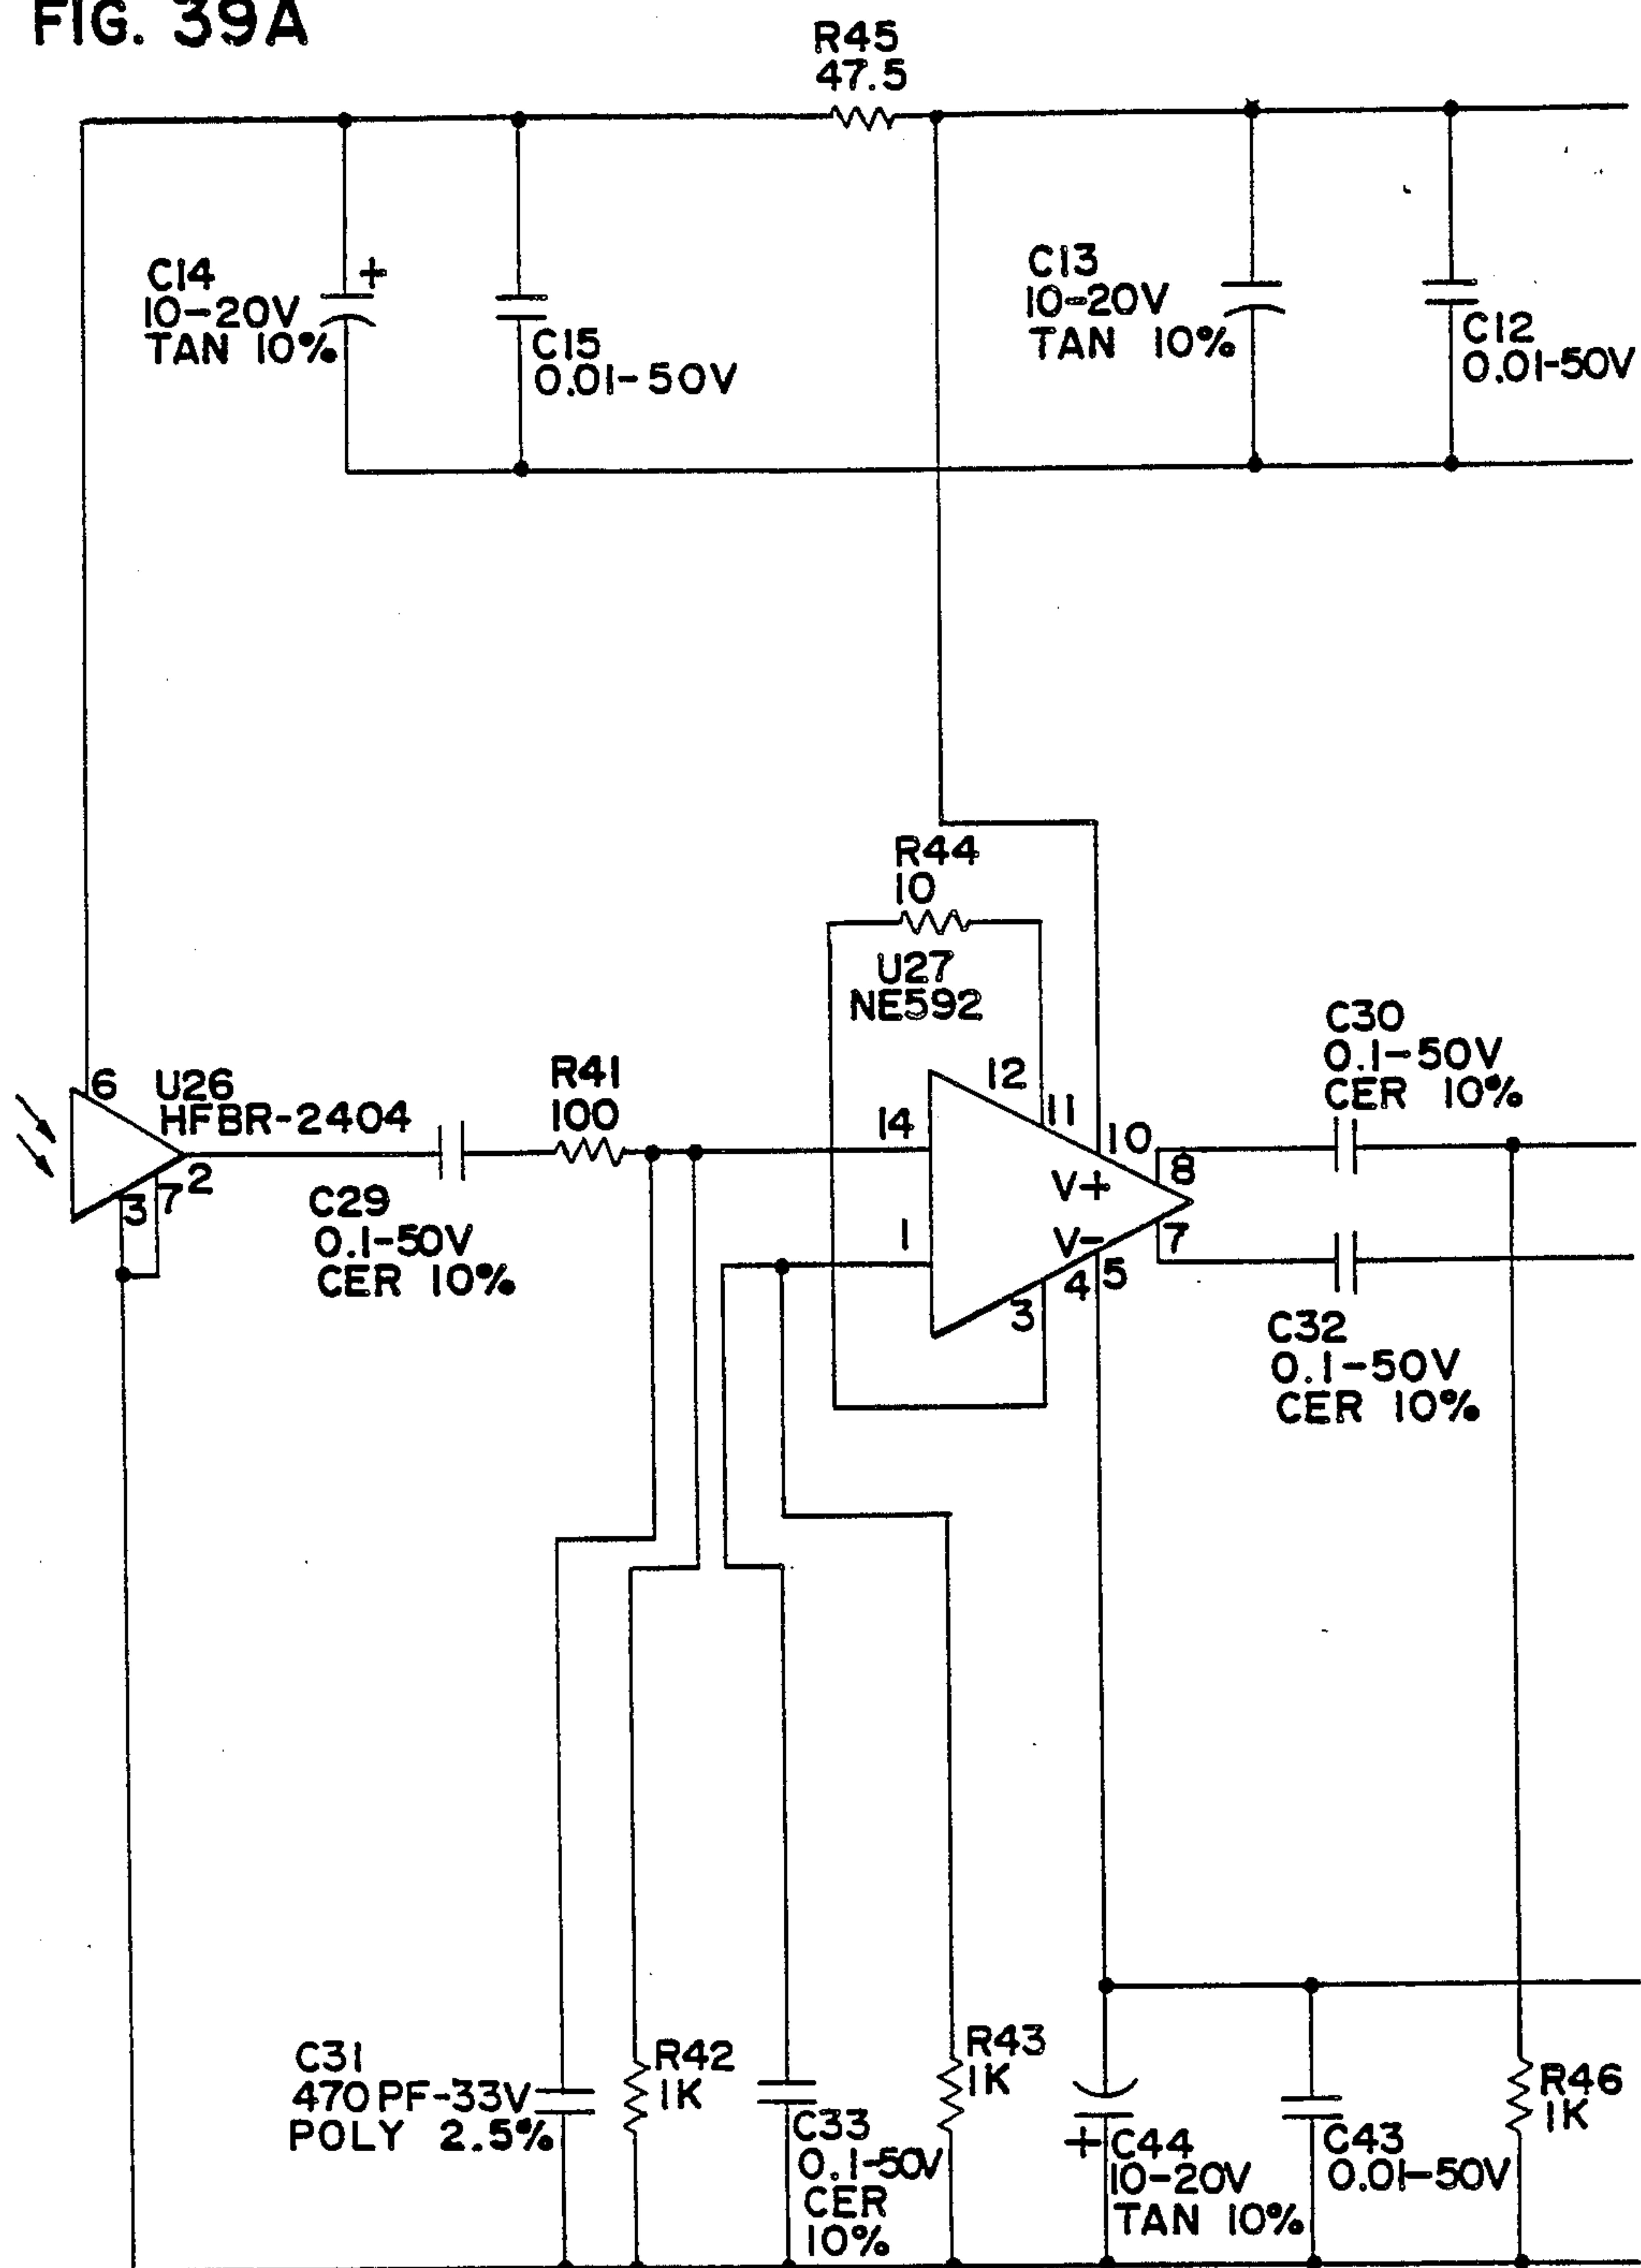 FIG. 39A
R45
47.5
C14
+
10-20V
TAN 10%
C15
0.01-50V
C13
10-20V
TAN 10%
C12
0.01-50V
R44
10
U27
NE592
6
U26
HFBR-2404
2
7
3
C29
0.1-50V
CER 10%
R41
100
14
1
12
11
10
V+
8
V-
7
5
4
3
C30
0.1-50V
CER 10%
C32
0.1-50V
CER 10%
C31
470 PF-33V
POLY 2.5%
R42
1K
C33
0.1-50V
CER
10%
R43
1K
+
C44
10-20V
TAN 10%
C43
0.01-50V
R46
1K